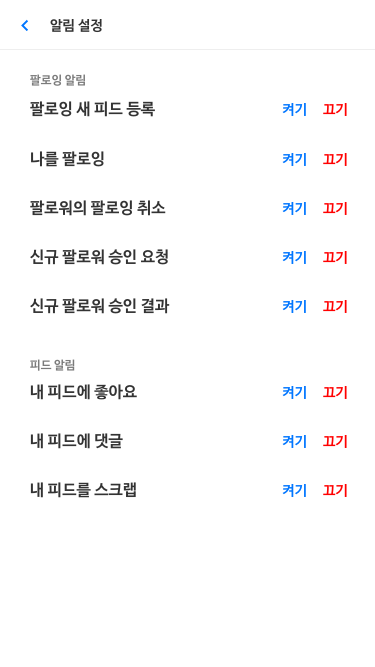 알림 설정
팔로잉 알림
팔로잉 새 피드 등록 켜기 끄기
나를 팔로잉 켜기 끄기
팔로워의 팔로잉 취소 켜기 끄기
신규 팔로워 승인 요청 켜기 끄기
신규 팔로워 승인 결과 켜기 끄기
피드 알림
내 피드에 좋아요 켜기 끄기
내 피드에 댓글 켜기 끄기
내 피드를 스크랩 켜기 끄기